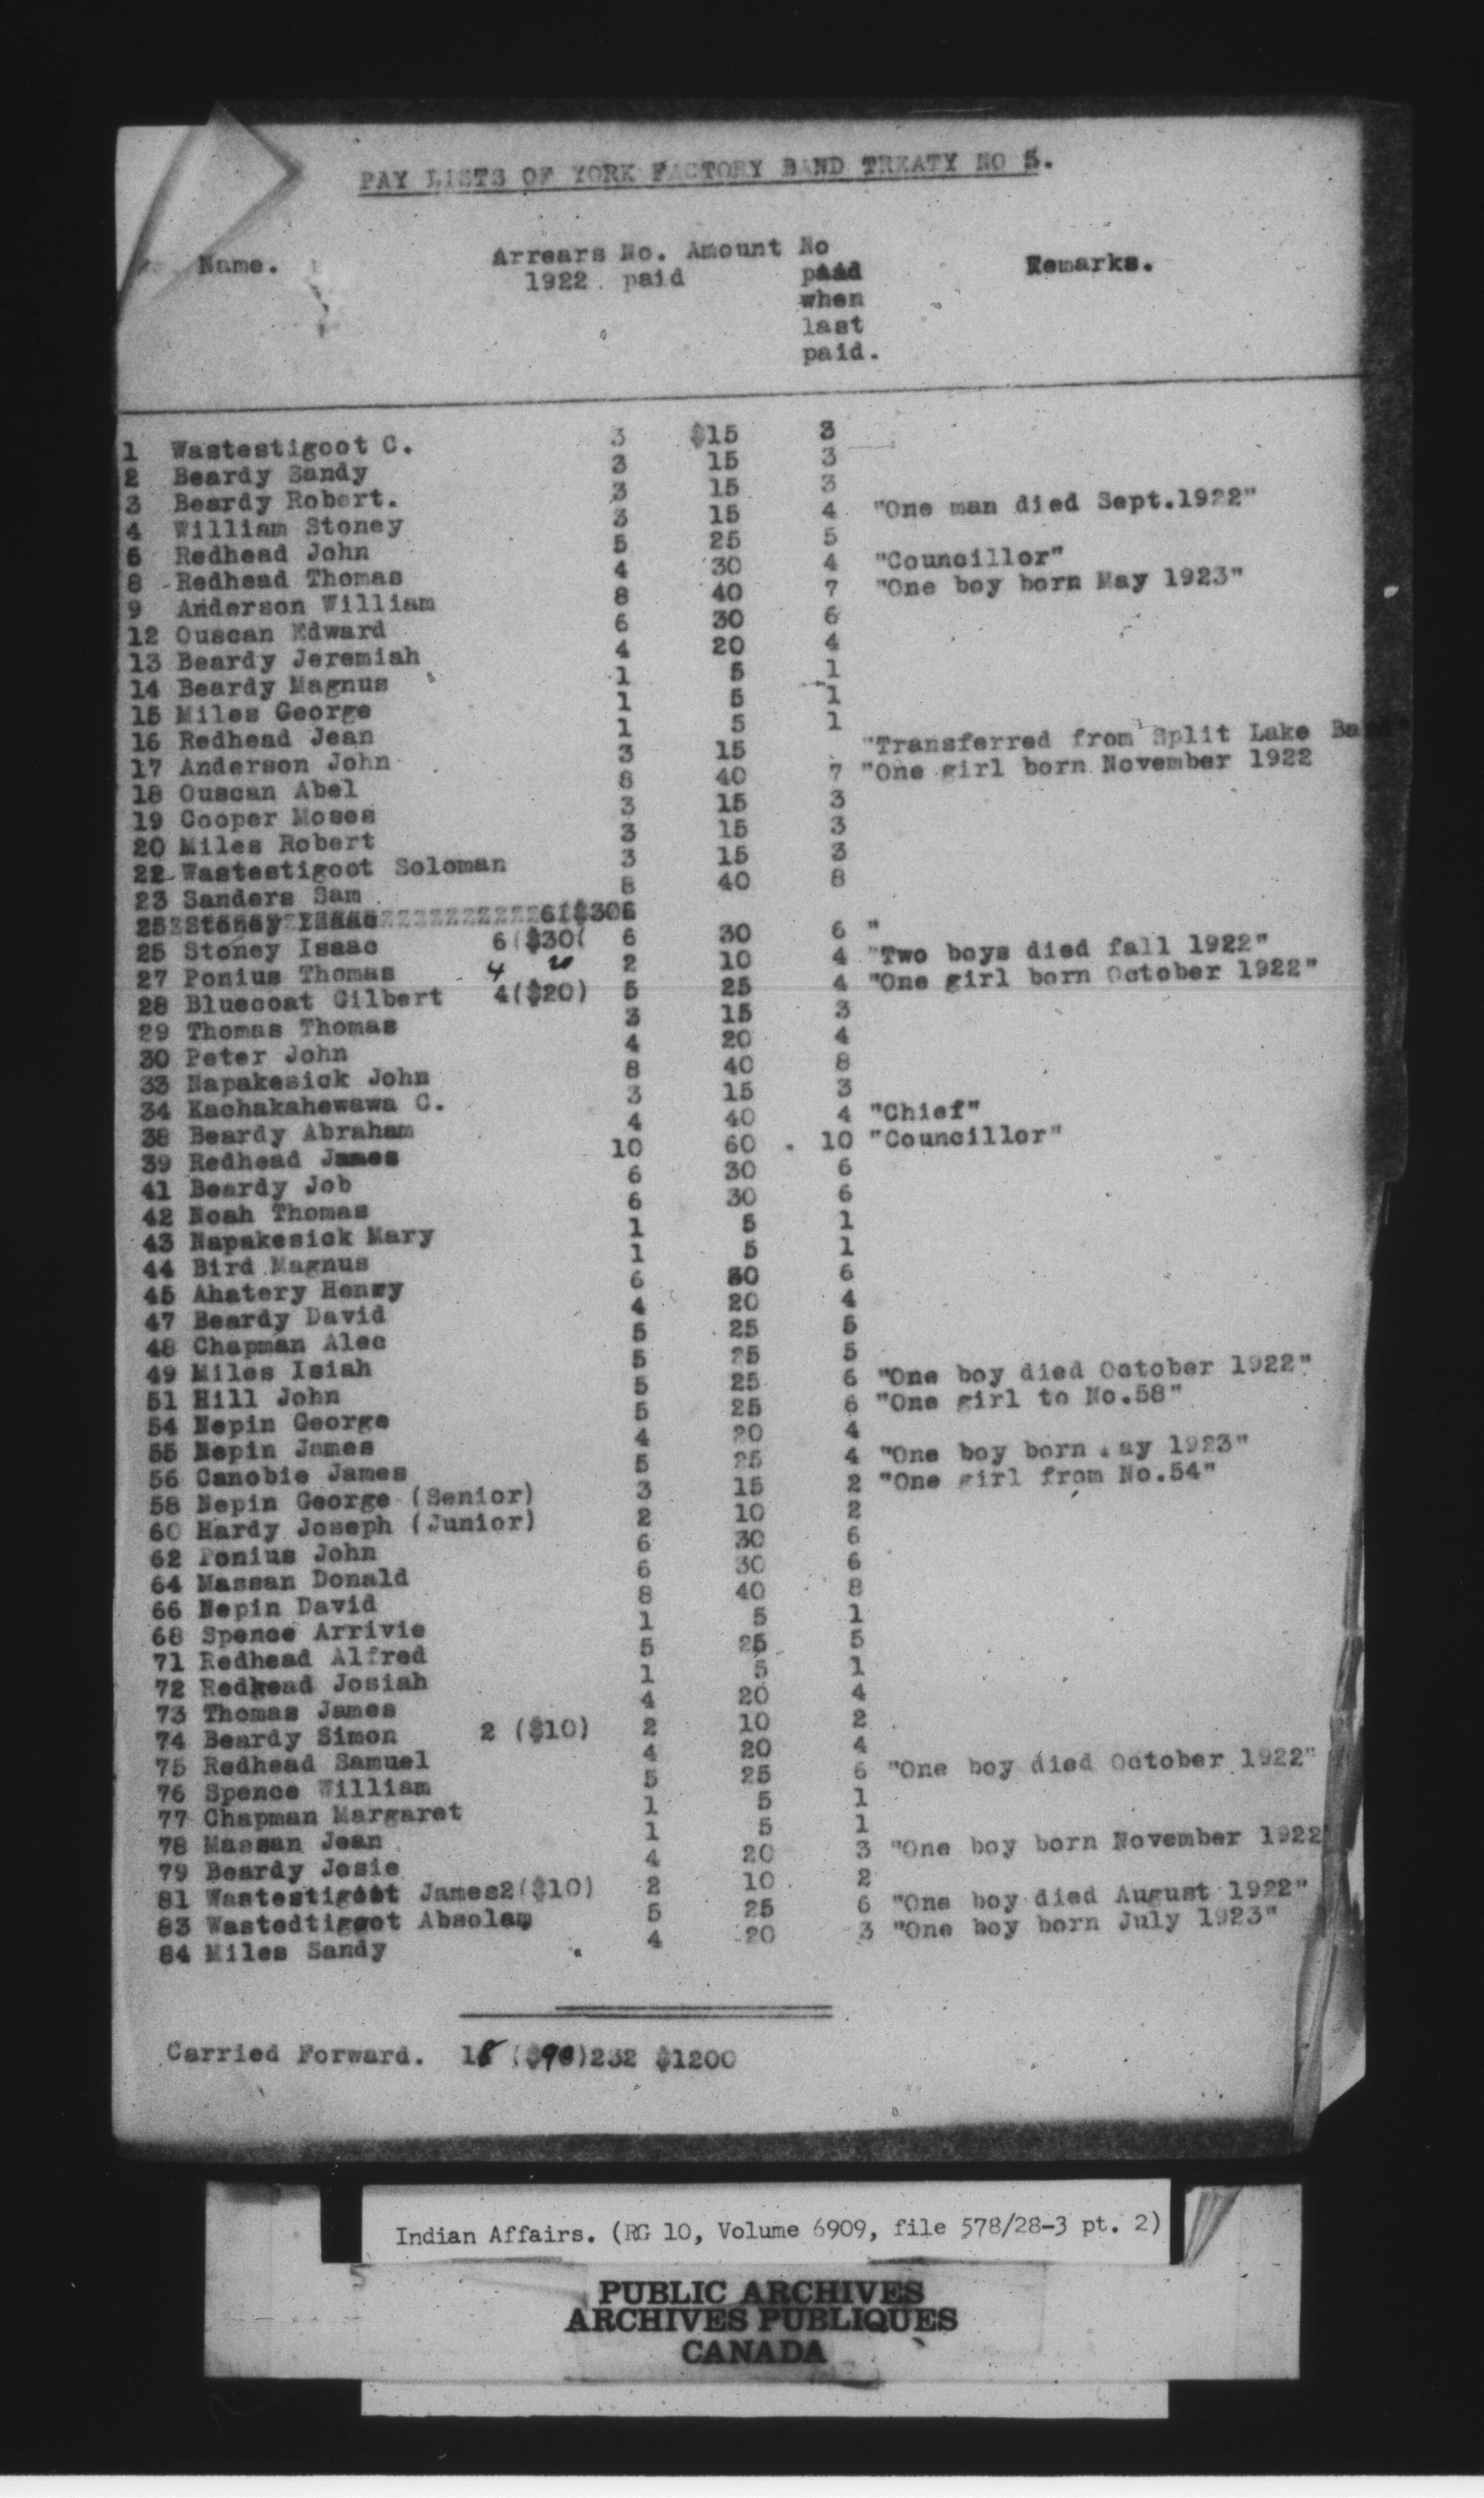 PAY LISTS OF YORK FACTORY BAND TREATY NO 5.
Name. Arrears No. Amount No Remarks.
1922 paid paid
when
last
paid.
1 Wastestigoot C. 3 $15 3
2 Beardy Sandy 3 15 3
3 Beardy Robert. 3 15 3
4 William Stoney 3 15 4 "One man died Sept.1922"
6 Redhead John 5 25 5
8 Redhead Thomas 4 30 4 "Councillor"
9 Anderson William 8 40 7 "One boy born May 1923"
12 Ouscan Edward 6 30 6
13 Beardy Jeremiah 4 20 4
14 Beardy Magnus 1 5 1
15 Miles George 1 5 1
16 Redhead Jean 1 5 1
17 Anderson John 3 15 "Transferred from Split Lake
18 Ouscan Abel 8 40 7 "One girl born November 1922
19 Cooper Moses 3 15 3
20 Miles Robert 3 15 3
22 Wastestigoot Soloman 3 15 3
23 Sanders Sam 8 40 8
25 Stoney Isaac
25 Stoney Isaac 6($30( 6 30 6 "
27 Ponius Thomas 4 20 2 10 4 "Two boys died fall 1922"
28 Bluecoat Gilbert 4($20) 5 25 4 "One girl born October 1922"
29 Thomas Thomas 3 15 3
30 Peter John 4 20 4
33 Napakesick John 8 40 8
34 Kachakahewawa C. 3 15 3
38 Beardy Abraham 4 40 4 "Chief"
39 Redhead James 10 60 . 10 "Councillor"
41 Beardy Job 6 30 6
42 Noah Thomas 6 30 6
43 Napakesick Mary 1 5 1
44 Bird Magnus 1 5 1
45 Ahatery Henry 6 30 6
47 Beardy David 4 20 4
48 Chapman Alec 5 25 5
49 Miles Isiah 5 25 5
51 Hill John 5 25 6 "One boy died October 1922"
54 Nepin George 5 25 6 "One girl to No.58"
55 Nepin James 4 20 4
56 Canobie James 5 25 4 "One boy born ay 1923"
58 Nepin George (Senior) 3 15 2 "One girl from No.54"
60 Hardy Joseph (Junior) 2 10 2
62 Ponius John 6 30 6
64 Massan Donald 6 30 6
66 Nepin David 8 40 8
68 Spence Arrivie 1 5 1
71 Redhead Alfred 5 25 5
72 Redhead Josiah 1 5 1
73 Thomas James 4 20 4
74 Beardy Simon 2 ($10) 2 10 2
75 Redhead Samuel 4 20 4
76 Spence William 5 25 6 "One boy died October 1922"
77 Chapman Margaret 1 5 1
78 Massan Jean 1 5 1
79 Beardy Josie 4 20 3 "One boy born November 1922
81 Wastestigoot James2($10) 2 10 2
83 Wastedtigoot Absolam 5 25 6 "One boy died August 1922"
84 Miles Sandy 4 20 3 "One boy born July 1923"
Carried Forward. 18 ($90)232 $1200
Indian Affairs. (RG 10, Volume 6909, file 578/28-3 pt. 2)
PUBLIC ARCHIVES
ARCHIVES PUBLIQUES
CANADA